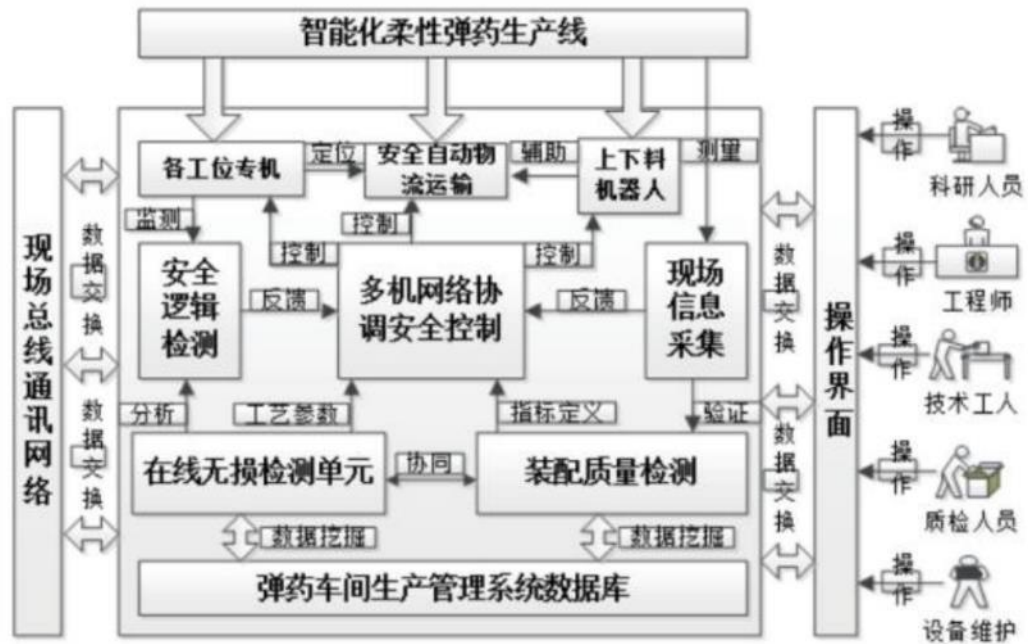 智能化柔性弹药生产线
各工位专机
定位
安全自动物
流运输
辅助
上下料
机器人
测量
操
作
科研人员
监测
控制
控制
控制
现
场
总
线
通
讯
网
络
数
据
交
换
安全
逻辑
检测
反馈
多机网络协
调安全控制
反馈
现场
信息
采集
数
据
交
换
操
作
界
面
操
作
工程师
操
作
技术工人
分析
工艺参数
指标定义
验证
数
据
交
换
在线无损检测单元
协同
装配质量检测
数
据
交
换
操
作
质检人员
数据挖掘
数据挖掘
弹药车间生产管理系统数据库
操
作
设备维护